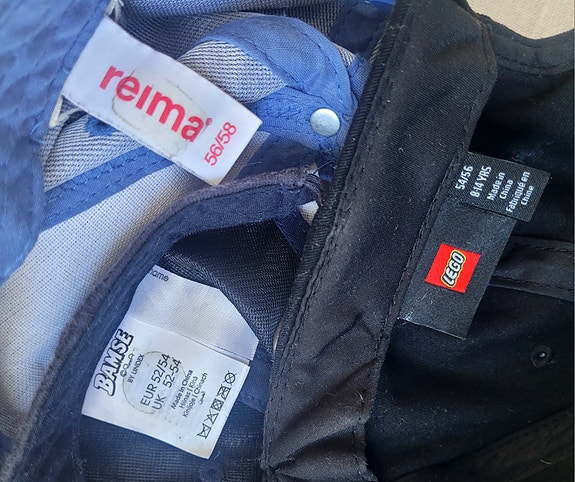 reima
56/58
name
BAMSE
BY LINDEX
EUR 52/54
UK 52-54
Made in China
54/56
8-14 YRS
Made in
China
Fabriqué en
Chine
LEGO